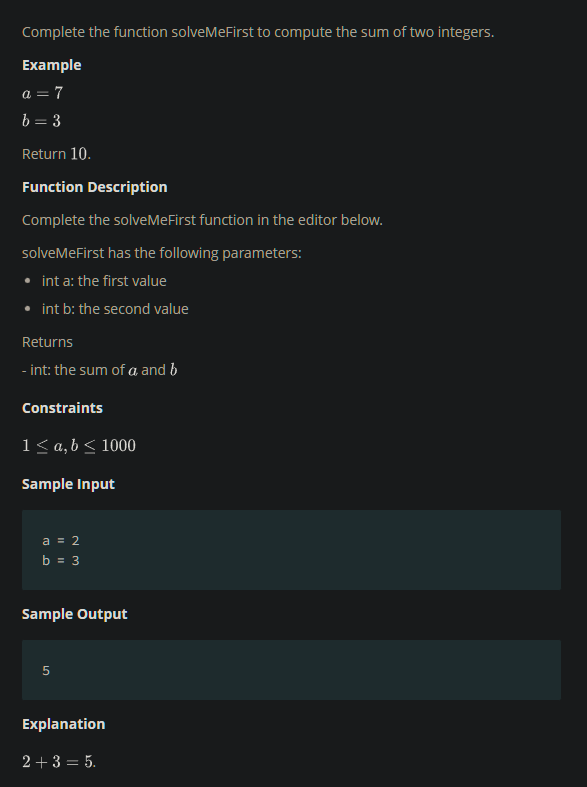 Complete the function solveMeFirst to compute the sum of two integers.
Example
a = 7
b = 3
Return 10.
Function Description
Complete the solveMeFirst function in the editor below.
solveMeFirst has the following parameters:
• int a: the first value
• int b: the second value
Returns
- int: the sum of a and b
Constraints
1 ≤ a, b ≤ 1000
Sample Input
a = 2
b = 3
Sample Output
5
Explanation
2 + 3 = 5.